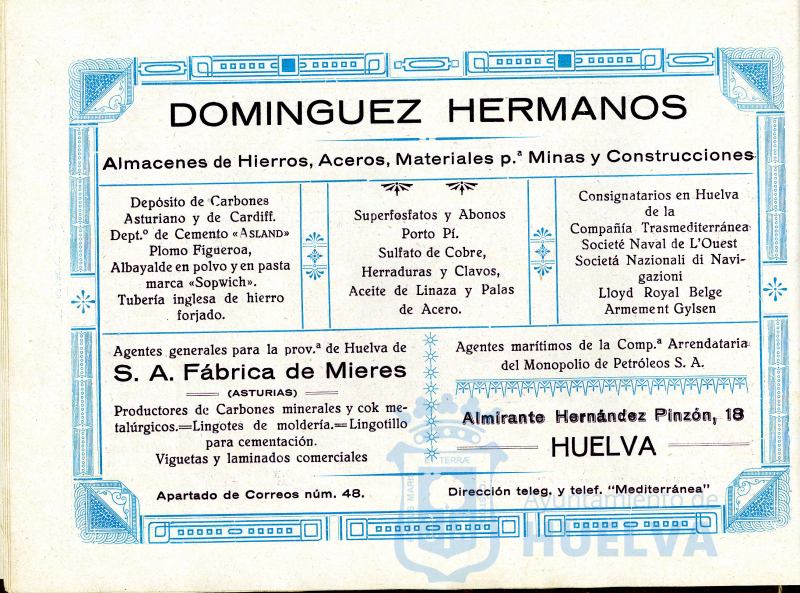 DOMINGUEZ HERMANOS
Almacenes de Hierros, Aceros, Materiales p.ª Minas y Construcciones
Depósito de Carbones
Asturiano y de Cardiff.
Dept.º de Cemento «ASLAND»
Plomo Figueroa,
Albayalde en polvo y en pasta
marca «Sopwich».
Tubería inglesa de hierro
forjado.
Superfosfatos y Abonos
Porto Pí.
Sulfato de Cobre,
Herraduras y Clavos,
Aceite de Linaza y Palas
de Acero.
Consignatarios en Huelva
de la
Compañía Trasmediterránea
Societé Naval de L'Ouest
Societá Nazionali di Navi-
gazioni
Lloyd Royal Belge
Armement Gylsen
Agentes generales para la prov.ª de Huelva de
S. A. Fábrica de Mieres
(ASTURIAS)
Productores de Carbones minerales y cok me-
talúrgicos.=Lingotes de moldería.=Lingotillo
para cementación.
Viguetas y laminados comerciales
Agentes marítimos de la Comp.ª Arrendataria
del Monopolio de Petróleos S. A.
Almirante Hernández Pinzón, 18
HUELVA
Apartado de Correos núm. 48.
Dirección teleg. y telef. "Mediterránea"
Ayuntamiento de
HUELVA